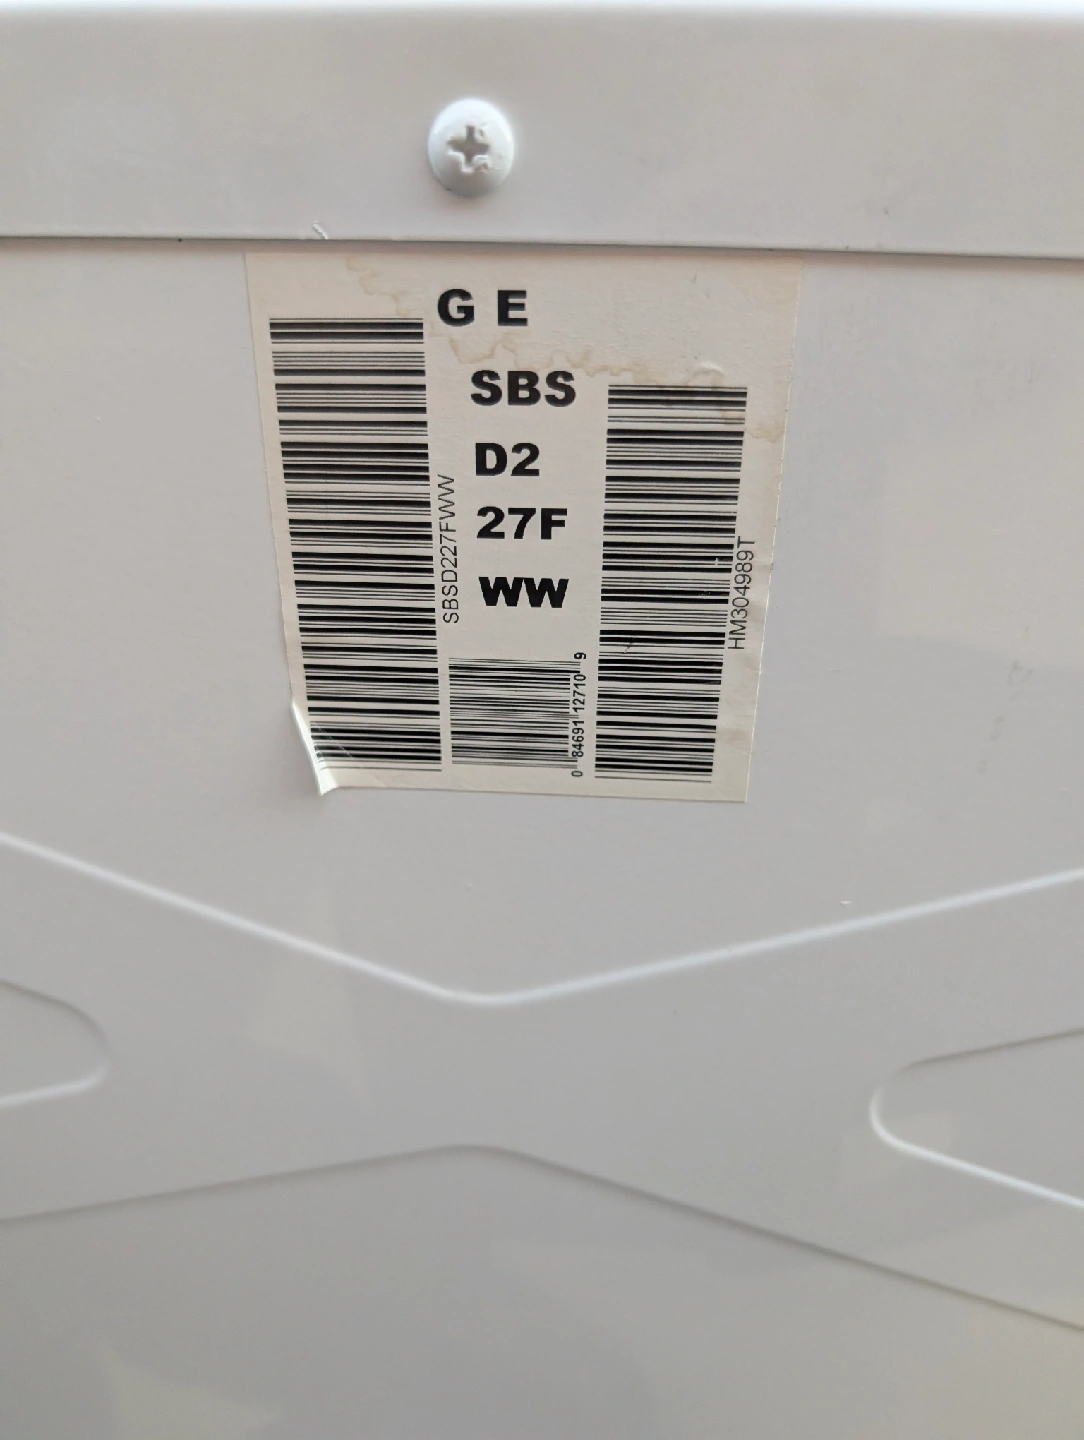 G E
SBS
D2
27F
WW
SBSD227FWW
HM304989T
0 84691 12710 9